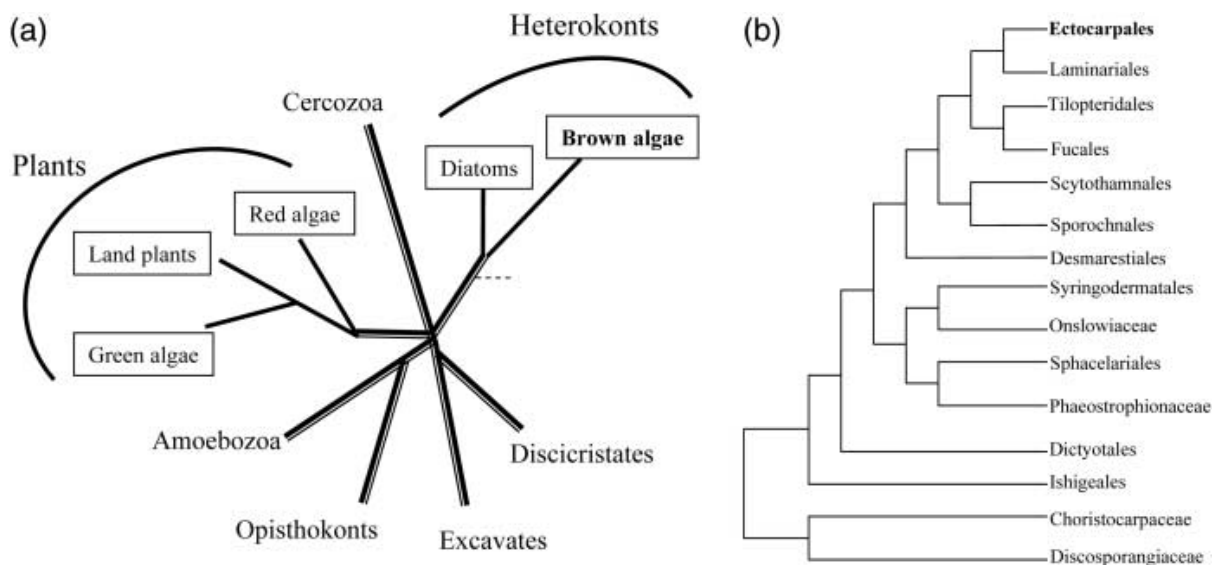 (a)
Heterokonts
Cercozoa
Brown algae
Diatoms
Plants
Red algae
Land plants
Green algae
Amoebozoa
Discicristates
Opisthokonts
Excavates
(b)
Ectocarpales
Laminariales
Tilopteridales
Fucales
Scytothamnales
Sporochnales
Desmarestiales
Syringodermatales
Onslowiaceae
Sphacelariales
Phaeostrophionaceae
Dictyotales
Ishigeales
Choristocarpaceae
Discosporangiaceae